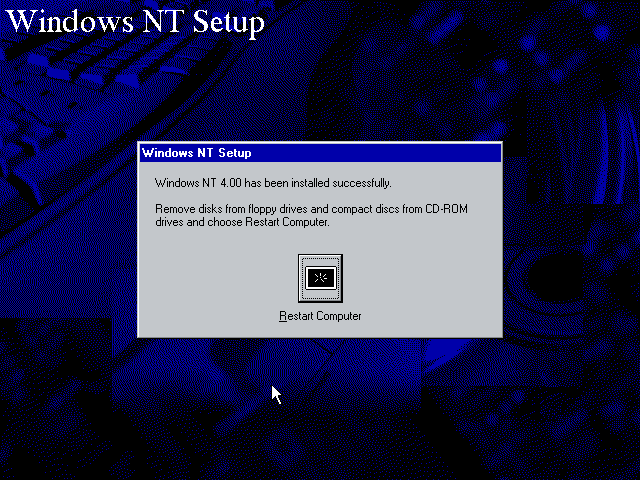 Windows NT Setup
Windows NT Setup
Windows NT 4.00 has been installed successfully.
Remove disks from floppy drives and compact discs from CD-ROM
drives and choose Restart Computer.
Restart Computer